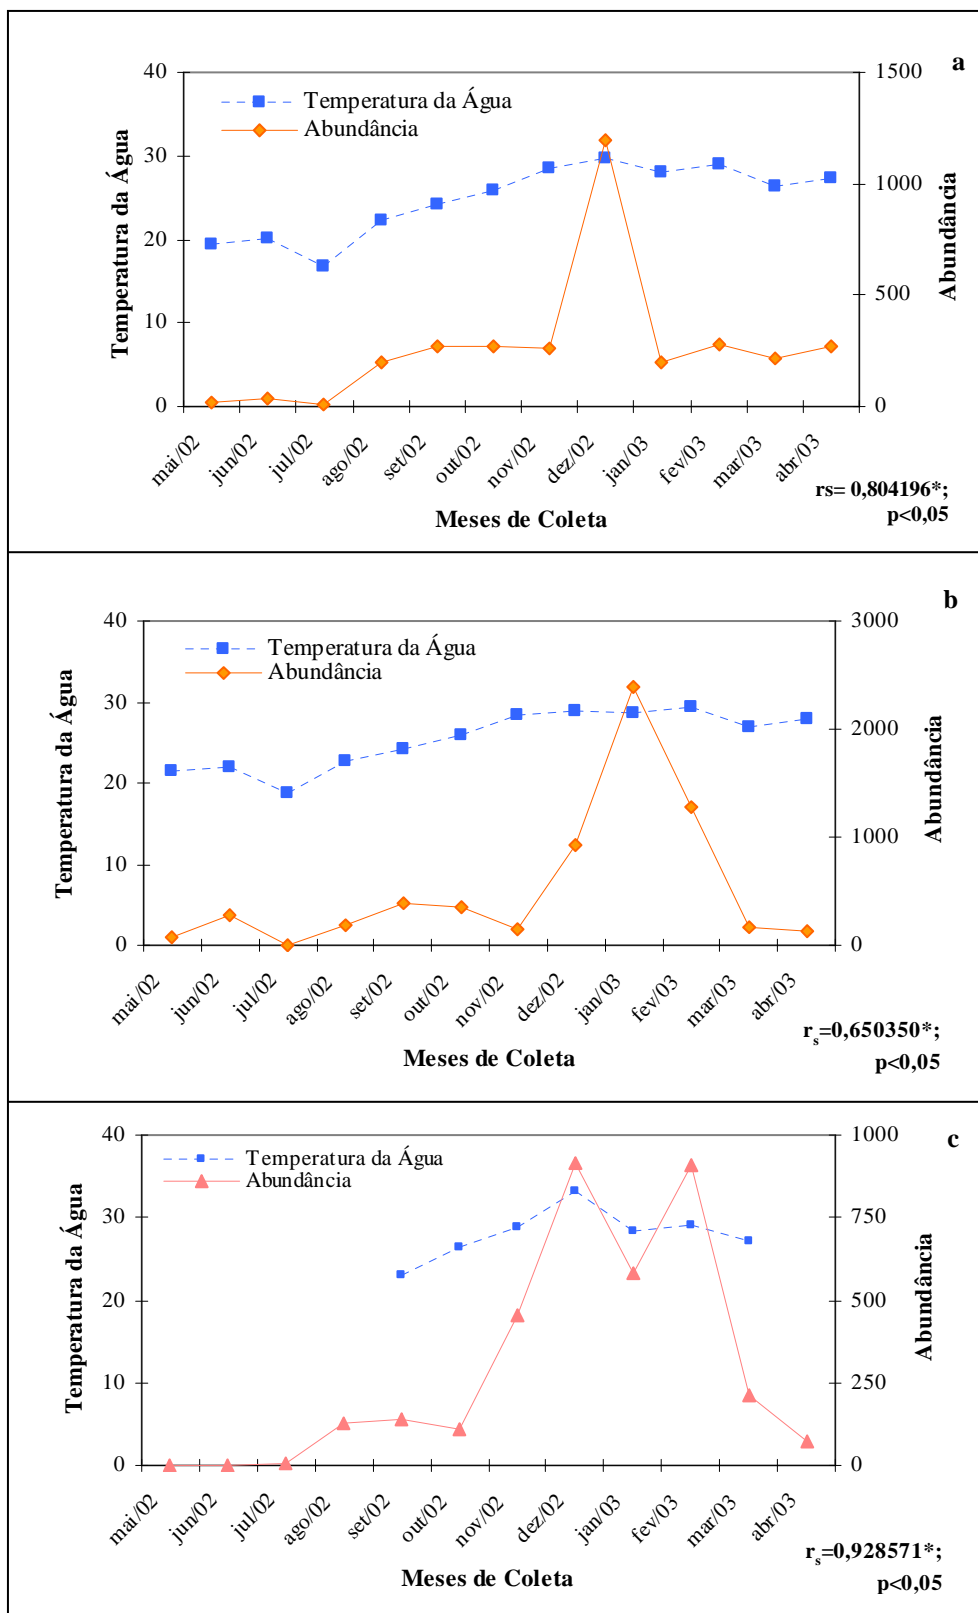 a
40
1500
Temperatura da Água
Abundância
30
1000
20
500
10
0
0
Temperatura da Água
Abundância
mai/02
jun/02
jul/02
ago/02
set/02
out/02
nov/02
dez/02
jan/03
fev/03
mar/03
abr/03
rs= 0,804196*;
p<0,05
Meses de Coleta
b
40
3000
Temperatura da Água
Abundância
30
2000
20
1000
10
0
0
Temperatura da Água
Abundância
mai/02
jun/02
jul/02
ago/02
set/02
out/02
nov/02
dez/02
jan/03
fev/03
mar/03
abr/03
rs=0,650350*;
p<0,05
Meses de Coleta
c
40
1000
Temperatura da Água
Abundância
30
750
20
500
10
250
0
0
Temperatura da Água
Abundância
mai/02
jun/02
jul/02
ago/02
set/02
out/02
nov/02
dez/02
jan/03
fev/03
mar/03
abr/03
rs=0,928571*;
p<0,05
Meses de Coleta